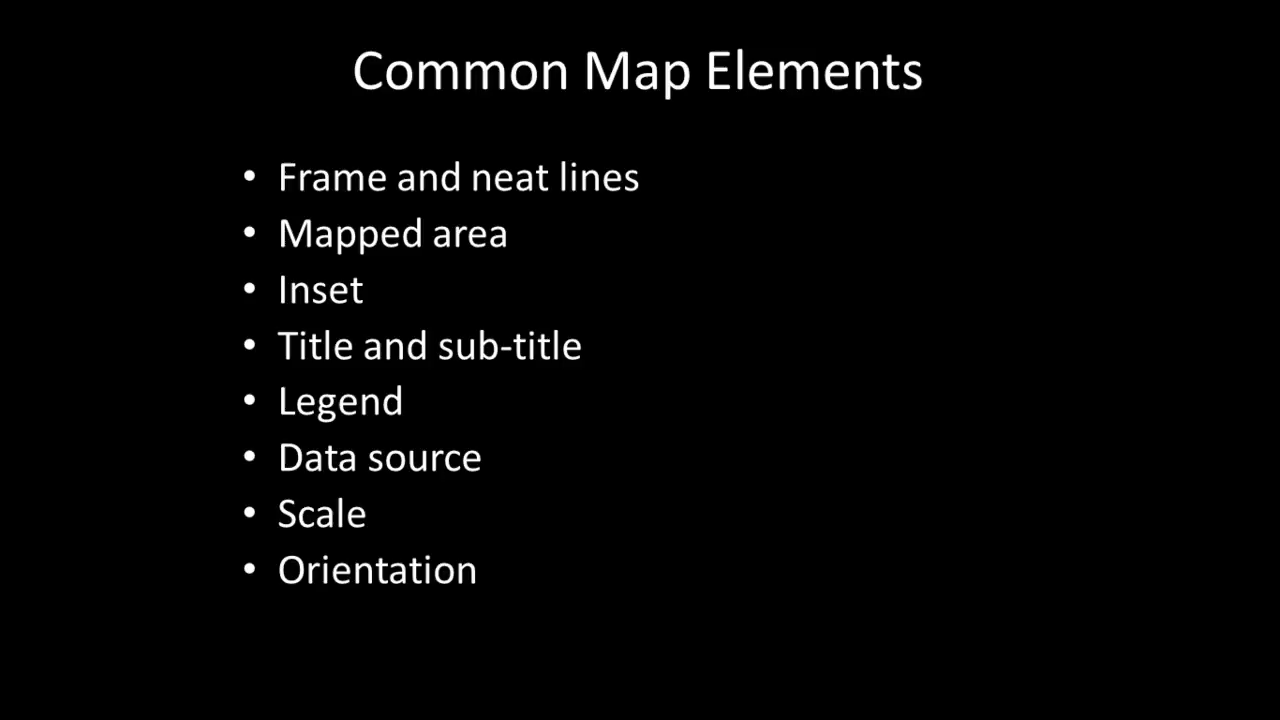 Common Map Elements
• Frame and neat lines
• Mapped area
• Inset
• Title and sub-title
• Legend
• Data source
• Scale
• Orientation